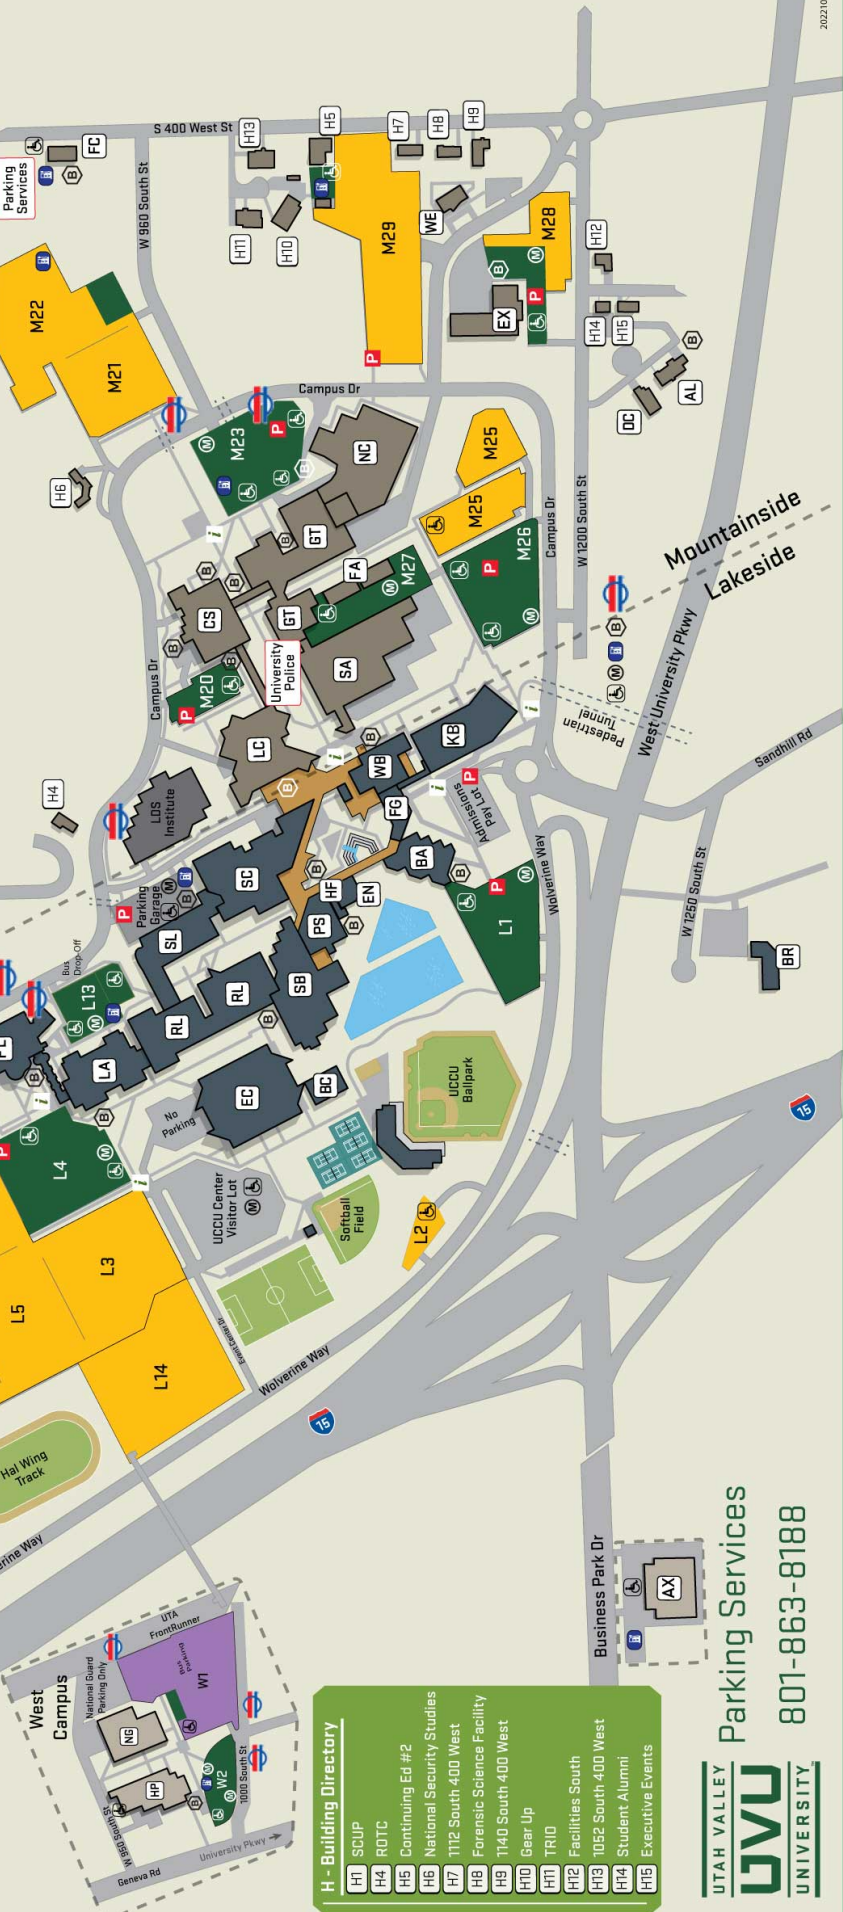 202210
S 400 West St
H13
H5
H7
H8
H9
FC
Parking
Services
W 960 South St
H11
H10
M29
WE
M28
H12
M22
M21
EX
H14
H15
AL
DC
Campus Dr
M23
NC
M25
M25
H6
GT
FA
M27
M26
Campus Dr
W 1200 South St
Mountainside
Lakeside
CS
GT
University
Police
SA
M20
Campus Dr
LC
WB
KB
Pedestrian
Tunnel
West University Pkwy
Sandhill Rd
H4
LDS
Institute
FG
Admissions
Pay Lot
BA
SC
HF
EN
Parking
Garage
SL
PS
L1
Wolverine Way
W 1250 South St
BR
Bus
Drop-Off
L13
RL
RL
SB
LA
EC
BC
UCCU
Ballpark
No
Parking
15
L4
UCCU Center
Visitor Lot
Softball
Field
L2
L3
L5
L14
Event Center Dr
Wolverine Way
15
Hal Wing
Track
erine Way
Business Park Dr
AX
West
Campus
UTA
FrontRunner
National Guard
Parking Only
Bus
Parking
W1
NG
HP
W2
1000 South St
W 950 South St
University Pkwy
Geneva Rd
H - Building Directory
H1 SCUP
H4 ROTC
H5 Continuing Ed #2
H6 National Security Studies
H7 1112 South 400 West
H8 Forensic Science Facility
H9 1140 South 400 West
H10 Gear Up
H11 TRIO
H12 Facilities South
H13 1052 South 400 West
H14 Student Alumni
H15 Executive Events
UTAH VALLEY
UVU
UNIVERSITY
Parking Services
801-863-8188